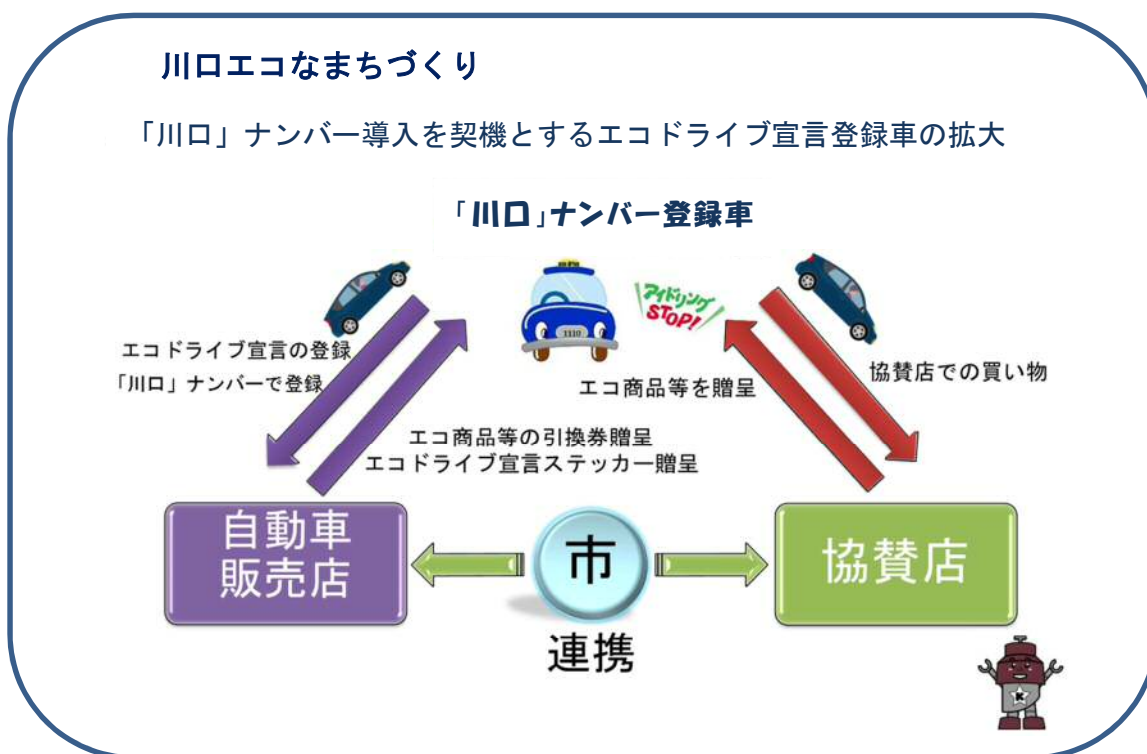 川口エコなまちづくり
「川口」ナンバー導入を契機とするエコドライブ宣言登録車の拡大
「川口」ナンバー登録車
アイドリング
STOP!
1110
エコドライブ宣言の登録
「川口」ナンバーで登録
エコ商品等を贈呈
協賛店での買い物
エコ商品等の引換券贈呈
エコドライブ宣言ステッカー贈呈
自動車
販売店
市
協賛店
連携
K